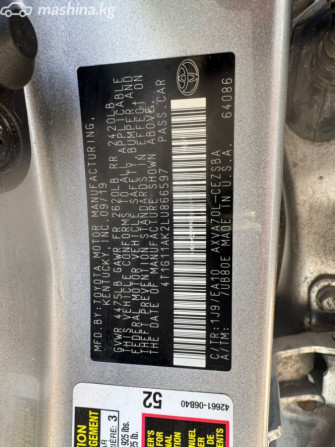 mashina.kg
MFD. BY: TOYOTA MOTOR MANUFACTURING,
KENTUCKY, INC. 09/19
GVWR 4475LB GAWR FR 2620LB RR 2420LB
THIS VEHICLE CONFORMS TO ALL APPLICABLE
FEDERAL MOTOR VEHICLE SAFETY, BUMPER, AND
THEFT PREVENTION STANDARDS IN EFFECT ON
THE DATE OF MANUFACTURE SHOWN ABOVE.
4T1G11AK2LU866597 PASS.CAR
C/TR: 1J9/EA10 AXVA70L-CEZSBA
A/TM: 70B80E MADE IN U.S.A. 64086
42661-06B40
52